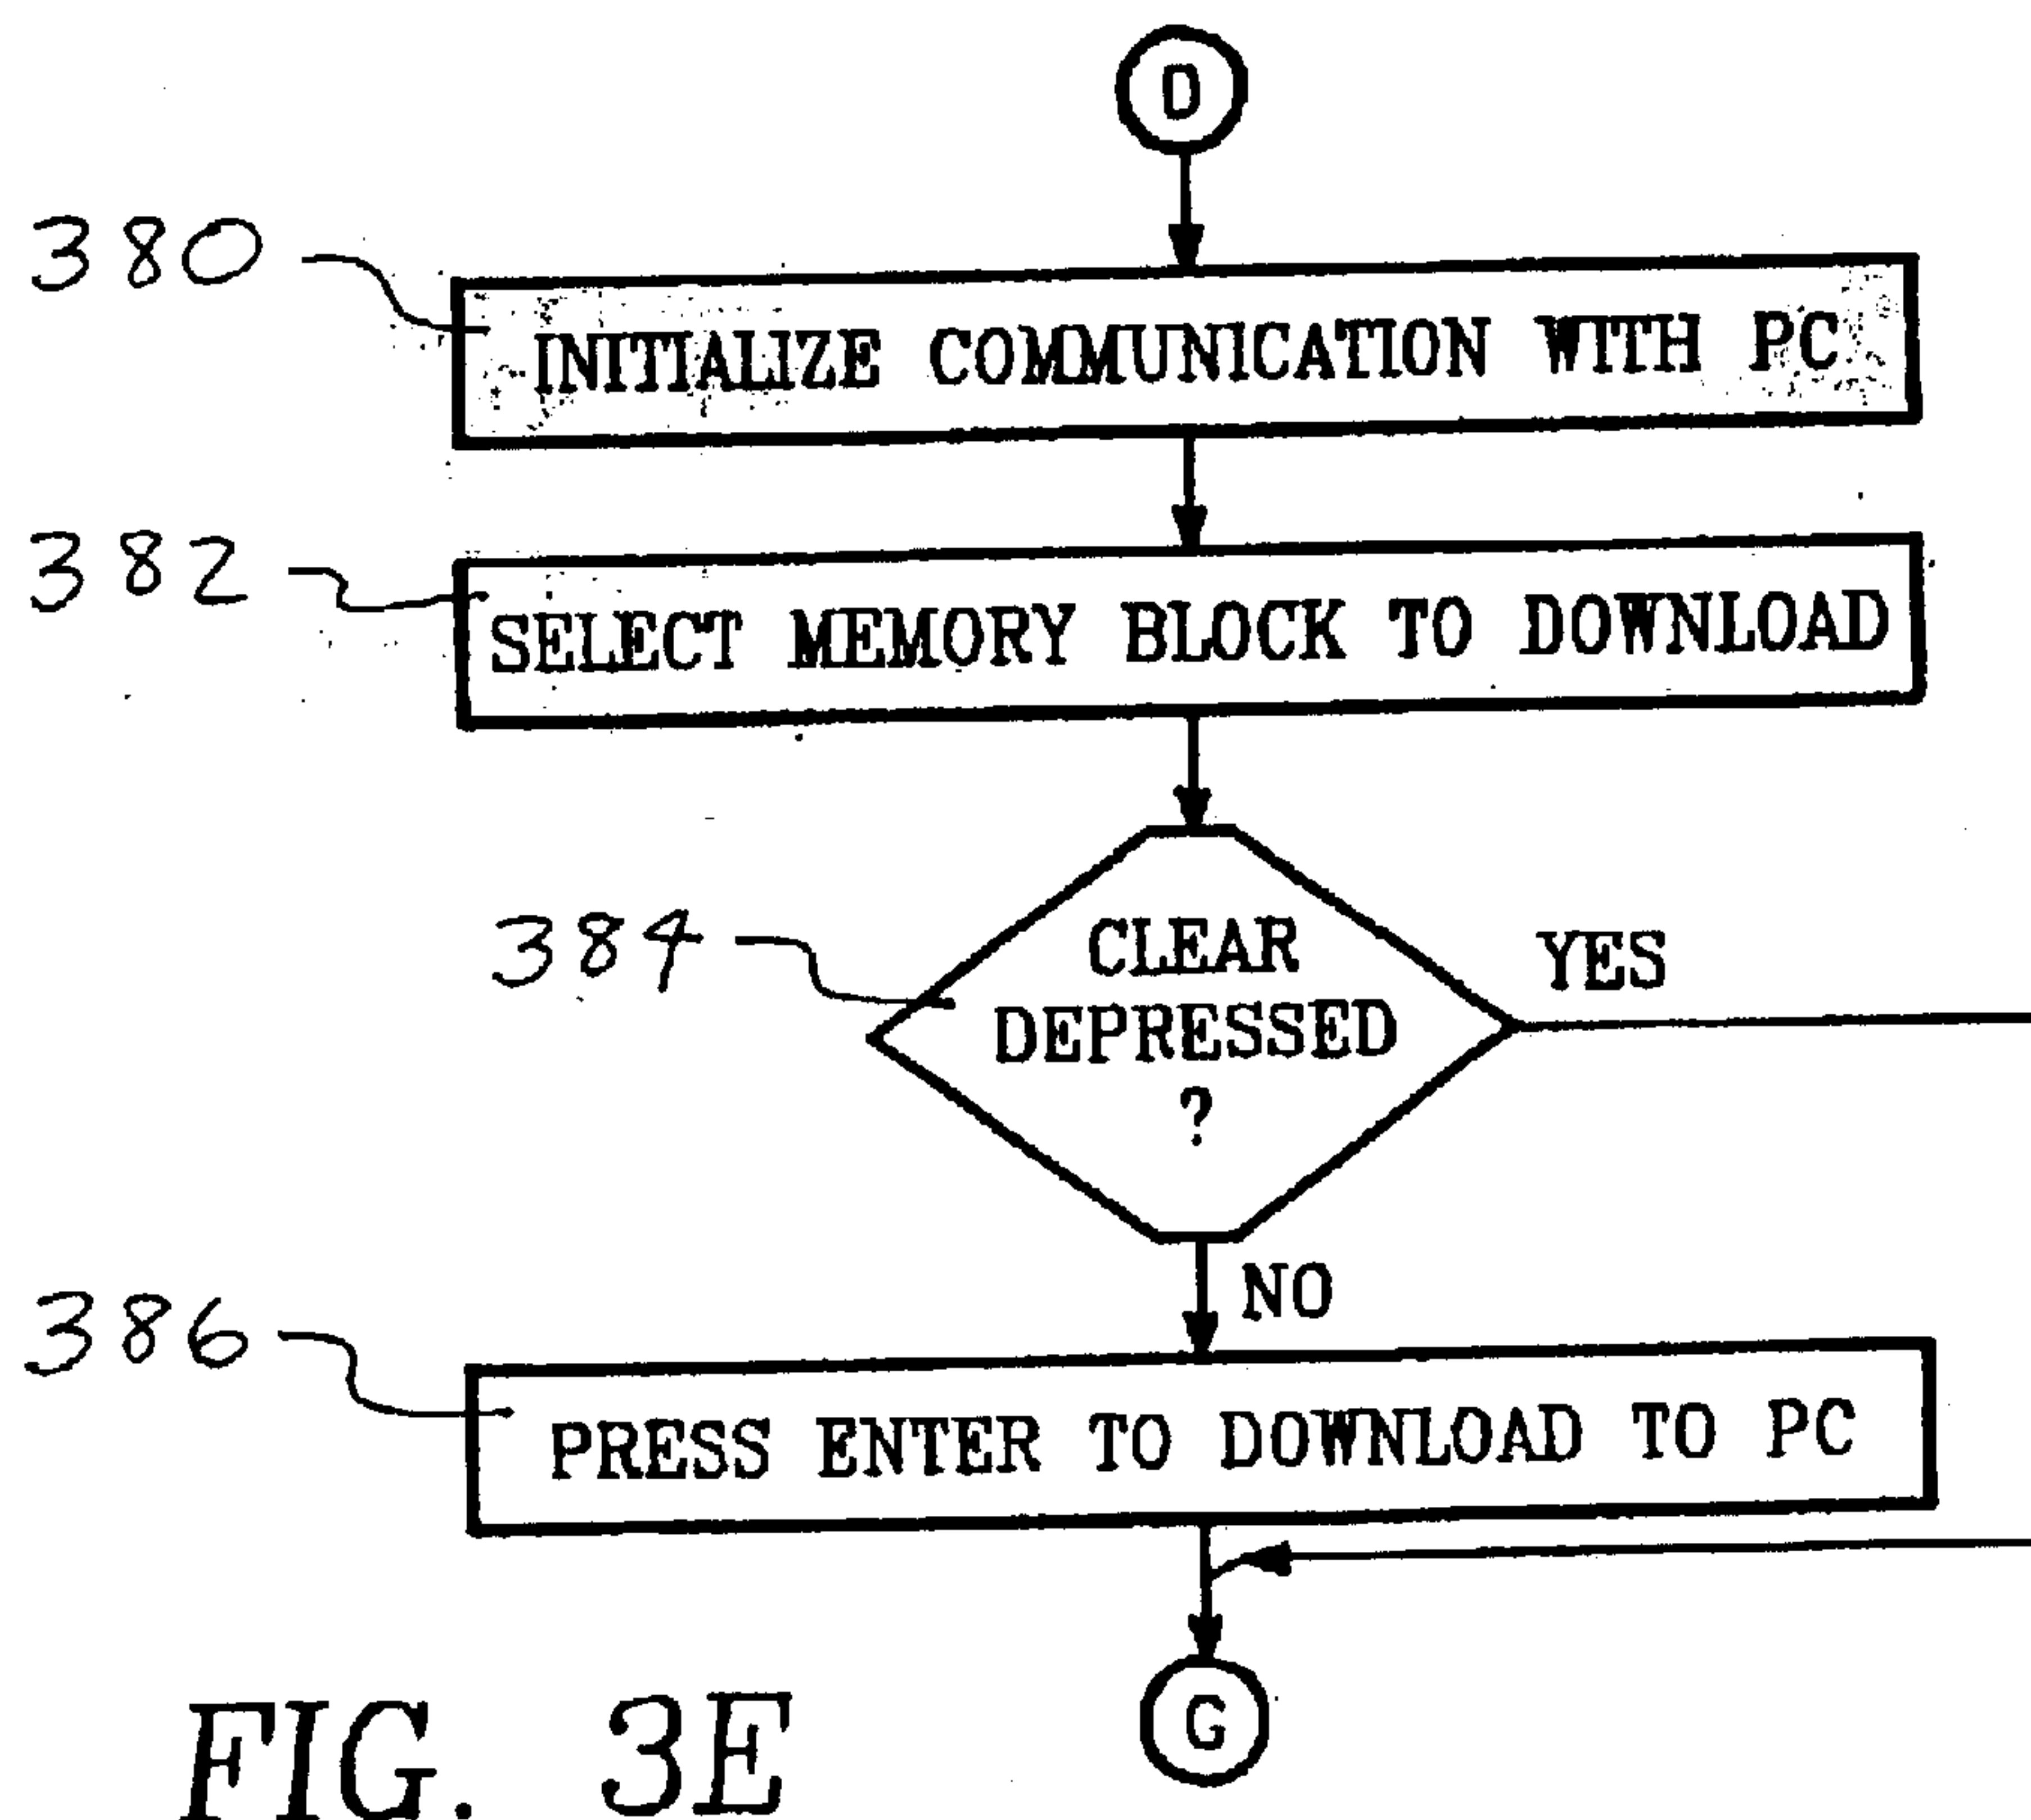 D
380
INITIALIZE COMMUNICATION WITH PC
382
SELECT MEMORY BLOCK TO DOWNLOAD
384
CLEAR
DEPRESSED
?
YES
NO
386
PRESS ENTER TO DOWNLOAD TO PC
G
FIG. 3E